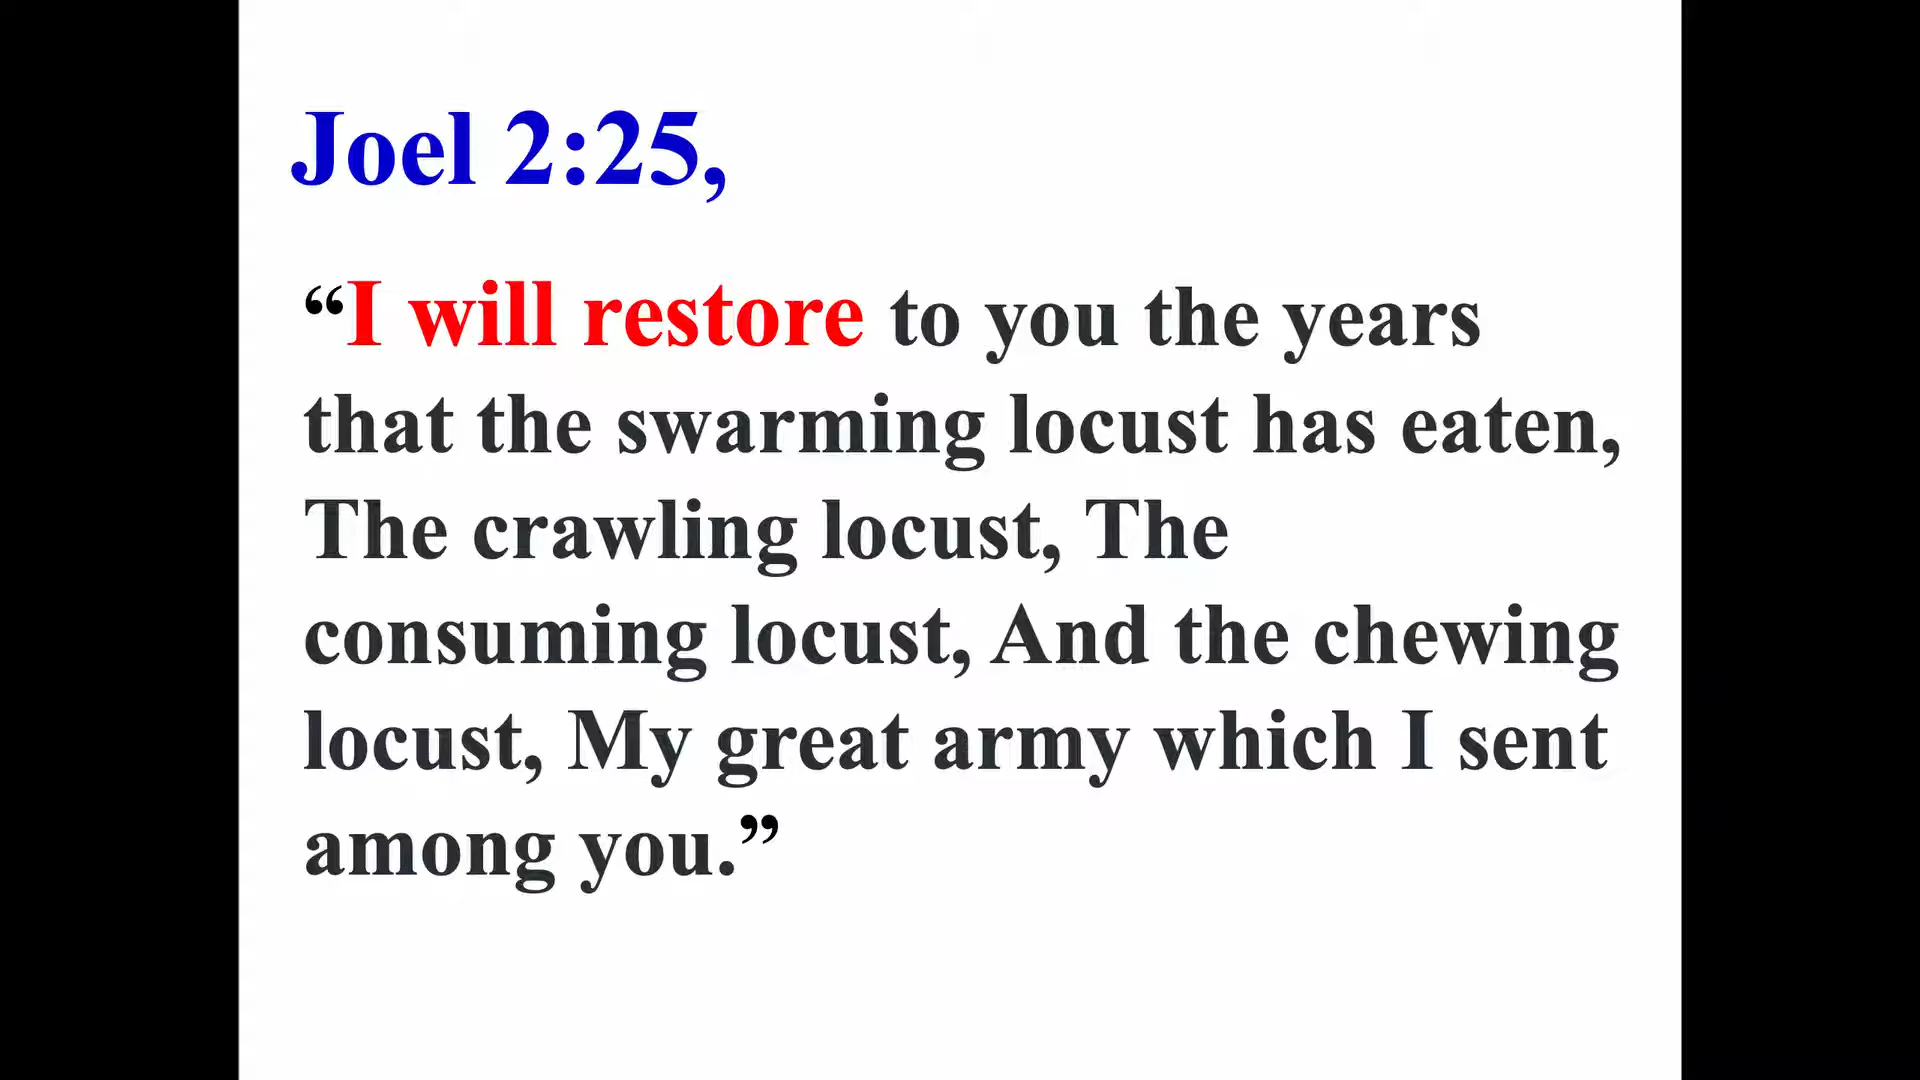 Joel 2:25,
“I will restore to you the years
that the swarming locust has eaten,
The crawling locust, The
consuming locust, And the chewing
locust, My great army which I sent
among you.”